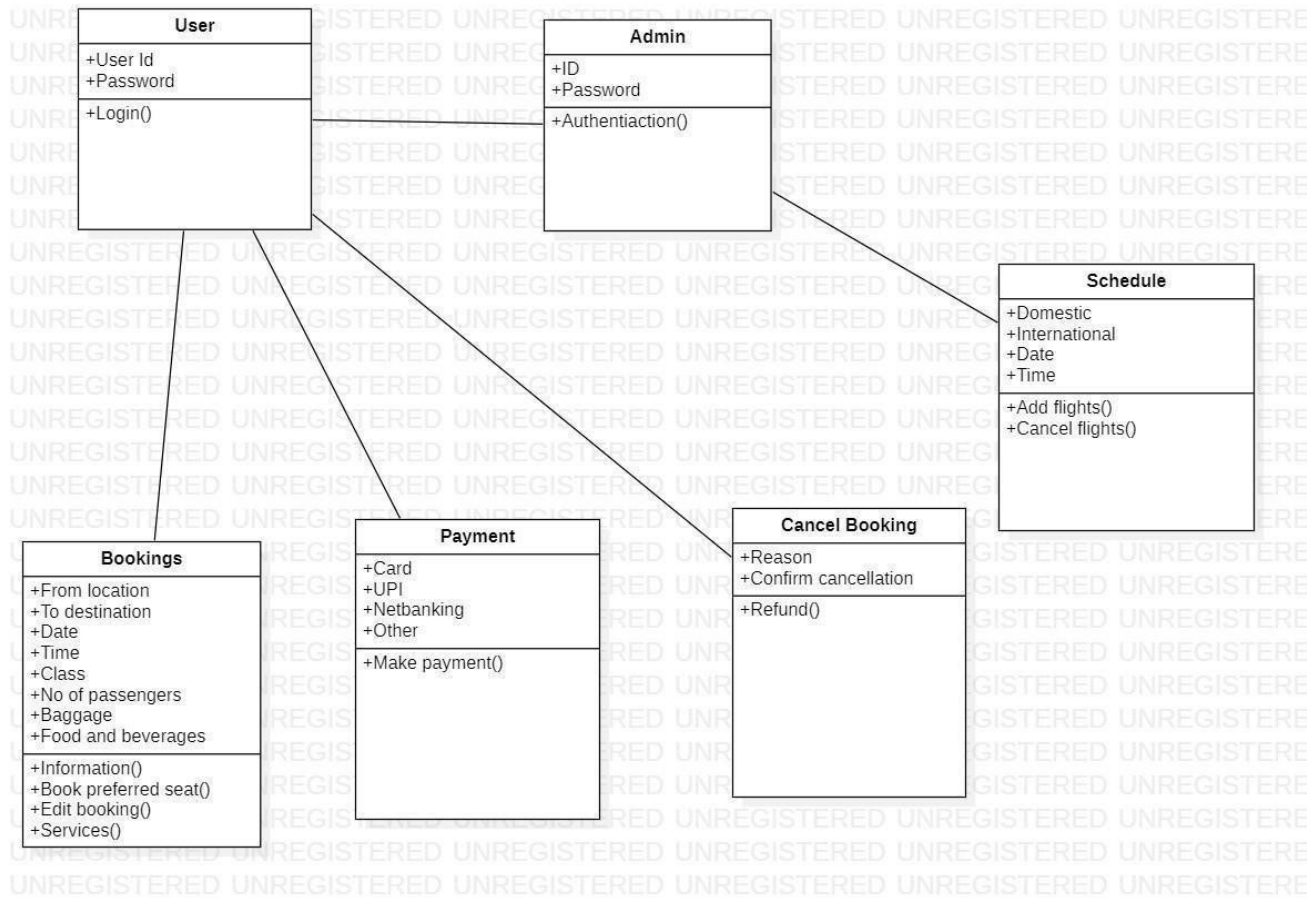 User
+User Id
+Password
+Login()
Admin
+ID
+Password
+Authentiaction()
Schedule
+Domestic
+International
+Date
+Time
+Add flights()
+Cancel flights()
Bookings
+From location
+To destination
+Date
+Time
+Class
+No of passengers
+Baggage
+Food and beverages
+Information()
+Book preferred seat()
+Edit booking()
+Services()
Payment
+Card
+UPI
+Netbanking
+Other
+Make payment()
Cancel Booking
+Reason
+Confirm cancellation
+Refund()
UNREGISTERED